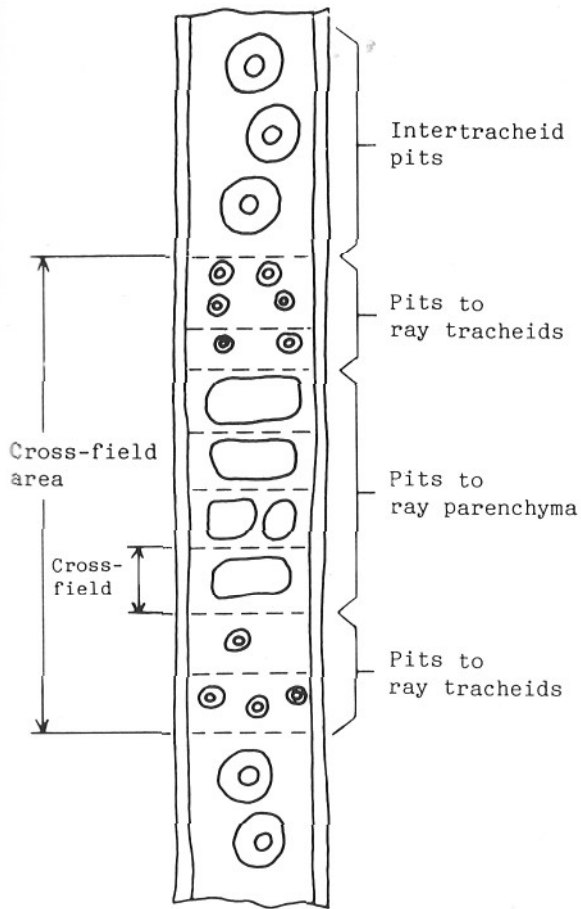 Intertracheid
pits
Pits to
ray tracheids
Cross-field
area
Pits to
ray parenchyma
Cross-
field
Pits to
ray tracheids